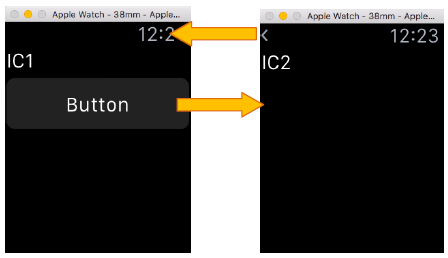 Apple Watch - 38mm - Apple...
12:2
IC1
Button
Apple Watch - 38mm - Apple...
< 12:23
IC2